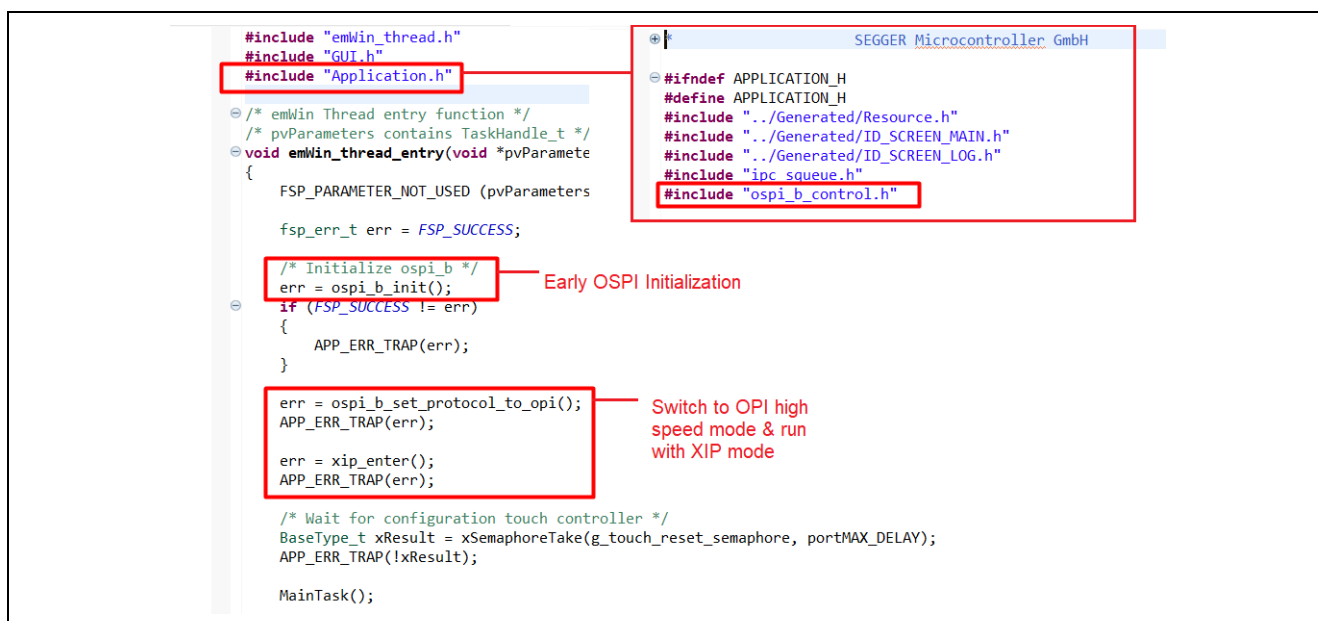 #include "emWin_thread.h"
#include "GUI.h"
#include "Application.h"
/* emWin Thread entry function */
/* pvParameters contains TaskHandle_t */
void emWin_thread_entry(void *pvParamete
{
FSP_PARAMETER_NOT_USED (pvParameters
fsp_err_t err = FSP_SUCCESS;
/* Initialize ospi_b */
err = ospi_b_init();
if (FSP_SUCCESS != err)
{
APP_ERR_TRAP(err);
}
err = ospi_b_set_protocol_to_opi();
APP_ERR_TRAP(err);
err = xip_enter();
APP_ERR_TRAP(err);
/* Wait for configuration touch controller */
BaseType_t xResult = xSemaphoreTake(g_touch_reset_semaphore, portMAX_DELAY);
APP_ERR_TRAP(!xResult);
MainTask();
* SEGGER Microcontroller GmbH
#ifndef APPLICATION_H
#define APPLICATION_H
#include "../Generated/Resource.h"
#include "../Generated/ID_SCREEN_MAIN.h"
#include "../Generated/ID_SCREEN_LOG.h"
#include "ipc_squeue.h"
#include "ospi_b_control.h"
Early OSPI Initialization
Switch to OPI high
speed mode & run
with XIP mode